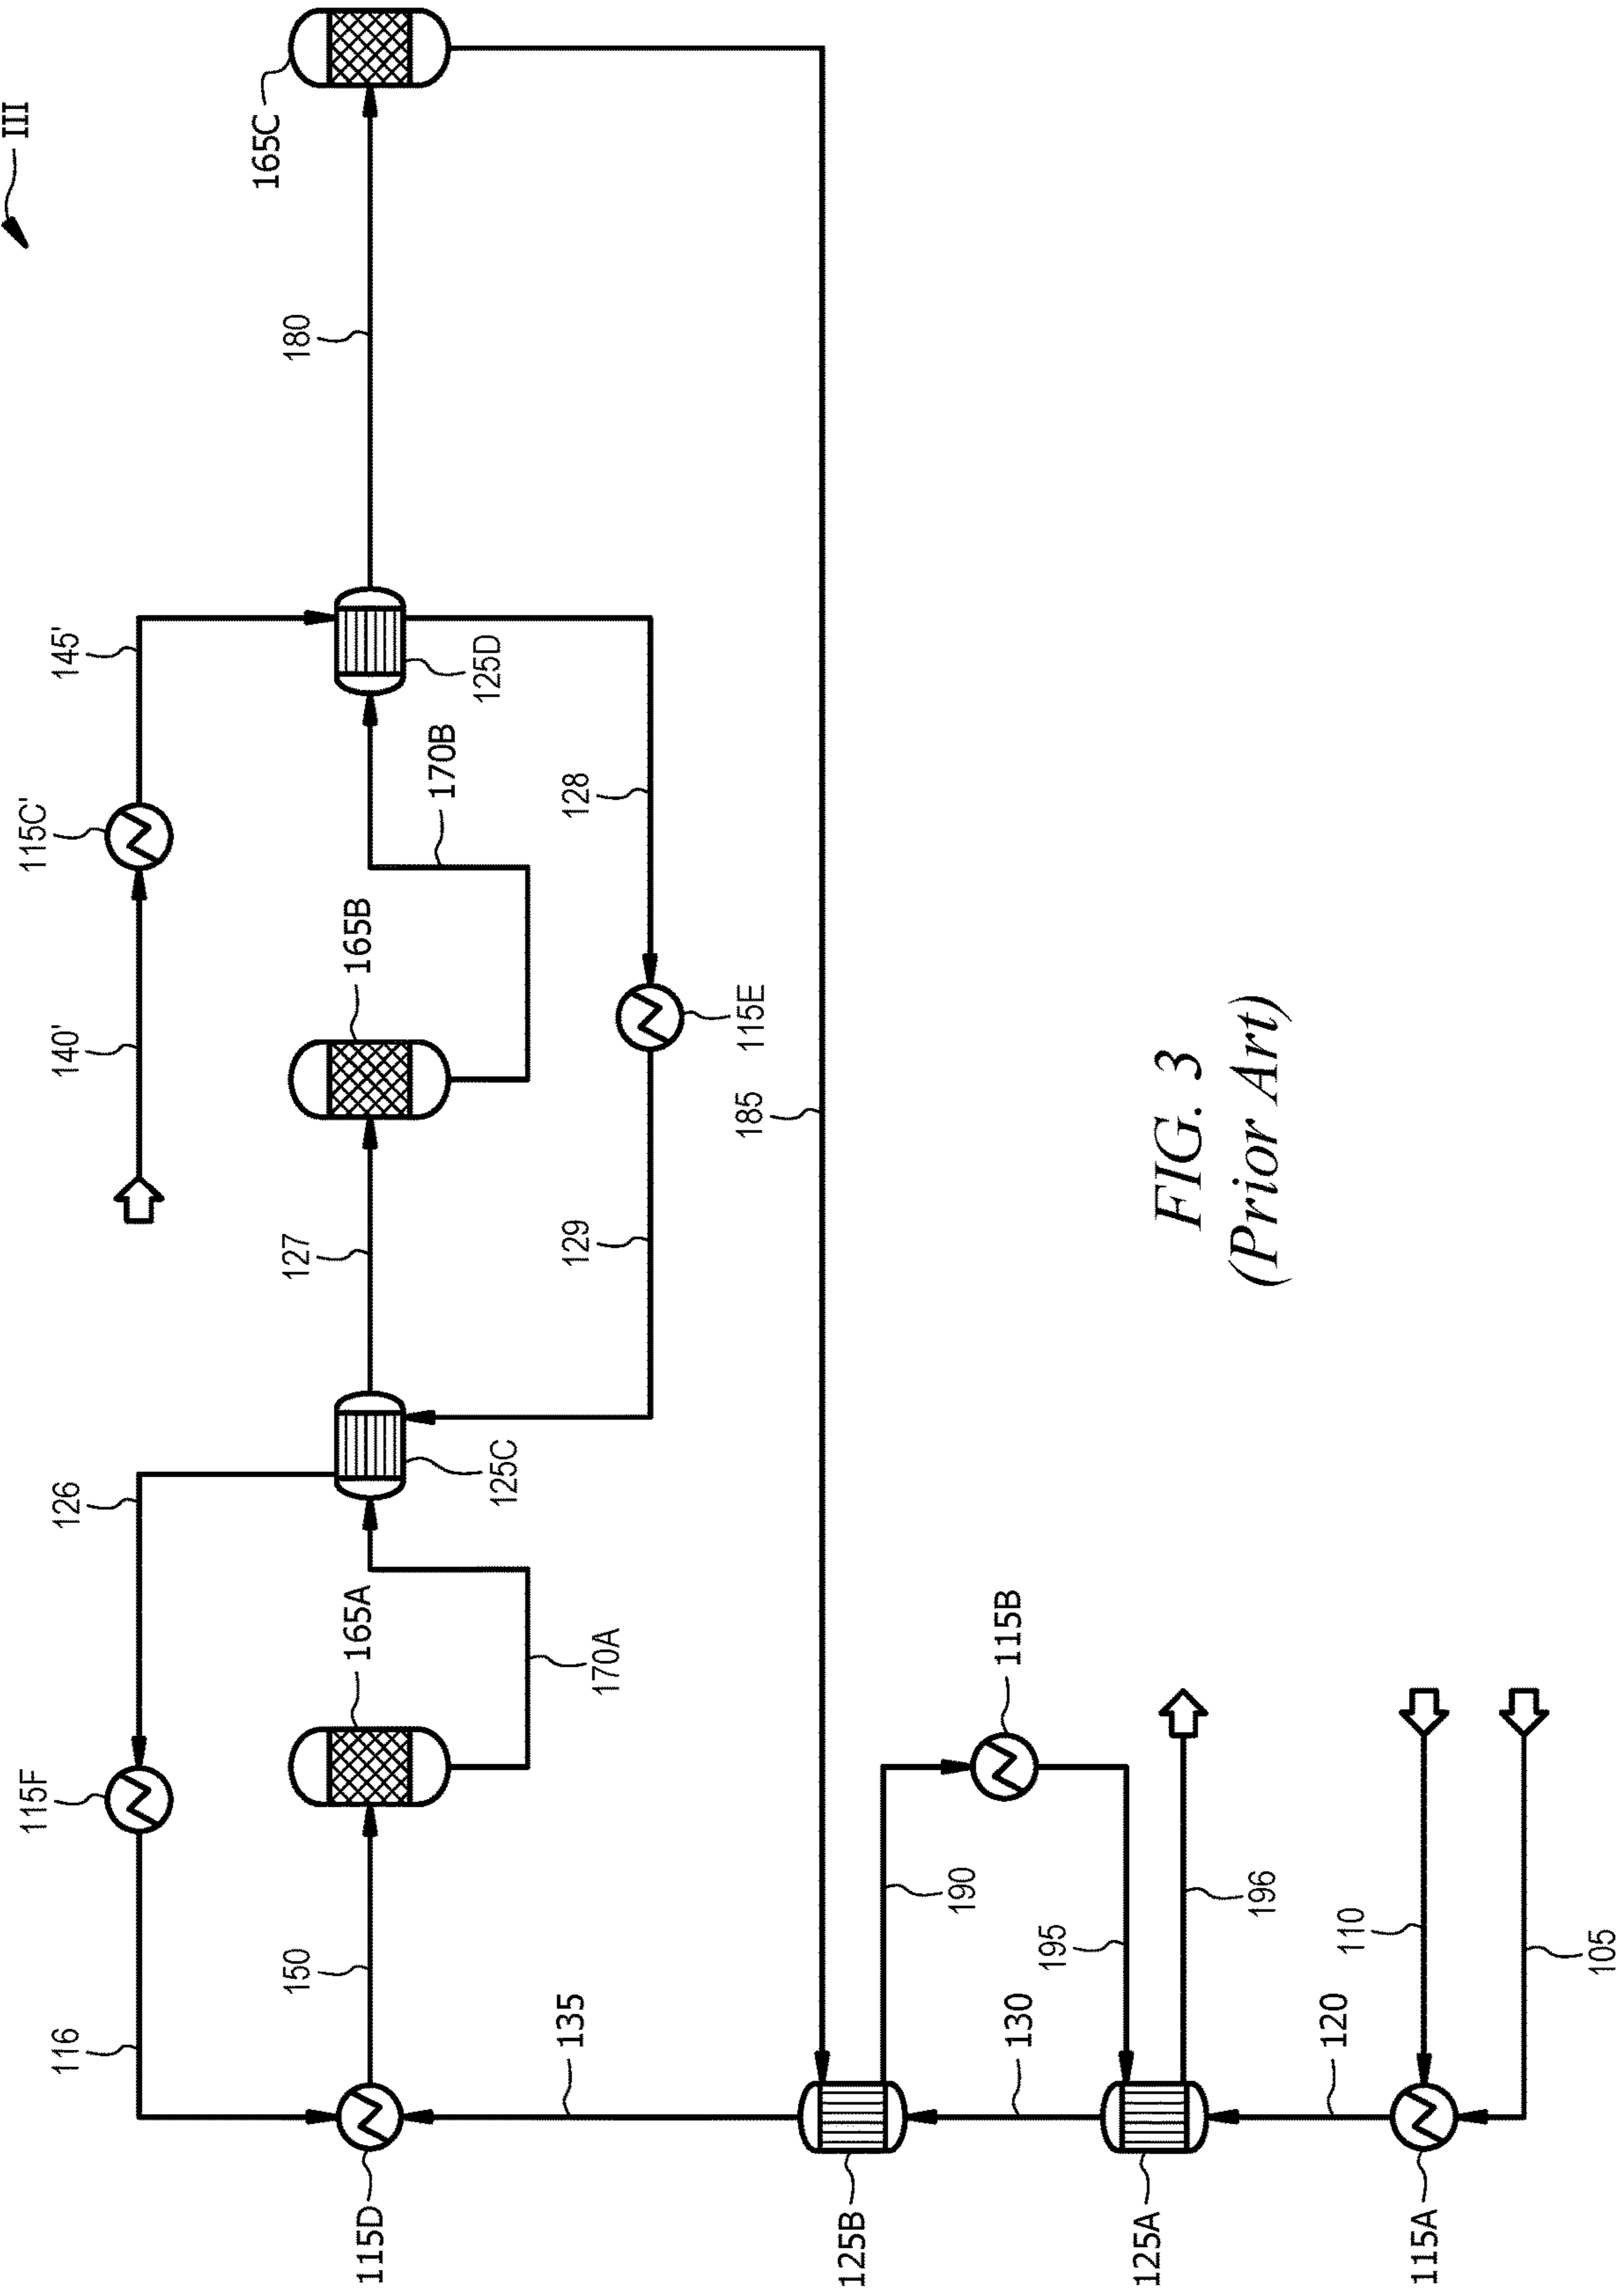 III
165C
180
145'
125D
115C'
170B
128
165B
115E
140'
185
127
129
126
125C
165A
170A
115B
115F
190
196
150
195
110
105
116
135
130
120
115D
125B
125A
115A
FIG. 3
(Prior Art)